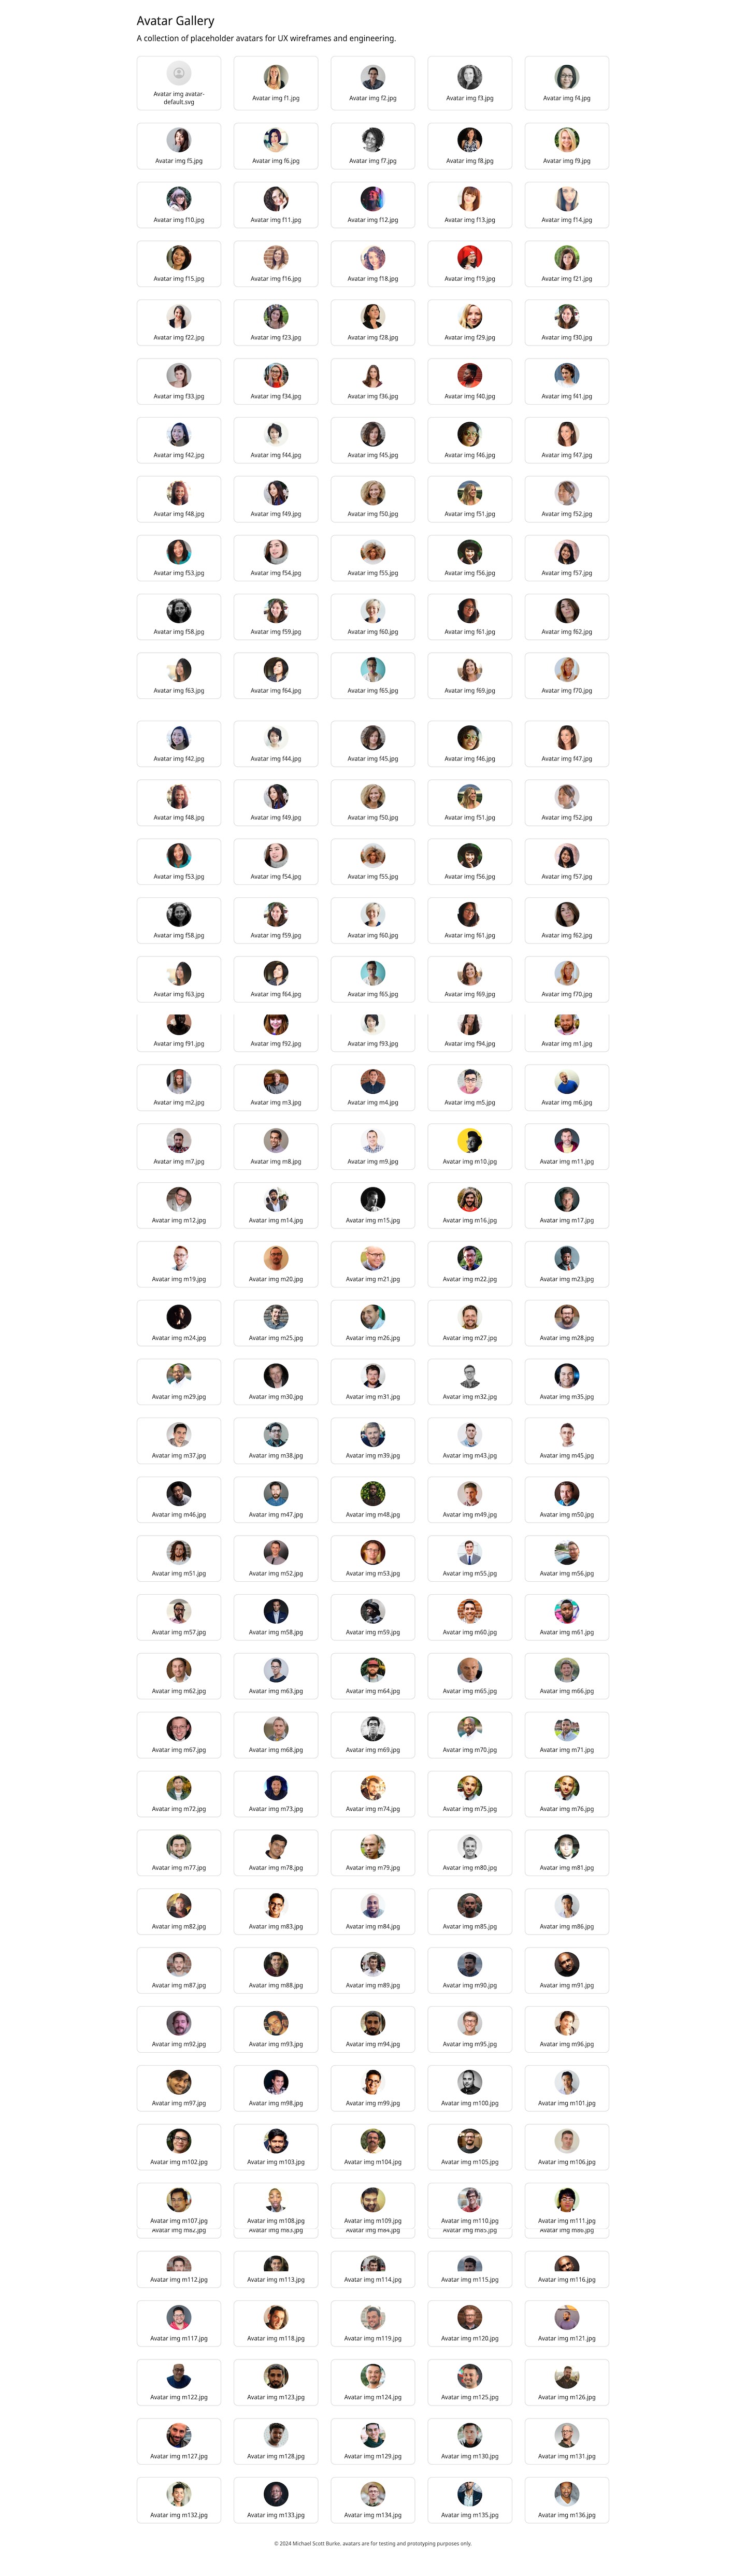 Avatar Gallery
A collection of placeholder avatars for UX wireframes and engineering.
Avatar img avatar-
default.svg
Avatar img f1.jpg
Avatar img f2.jpg
Avatar img f3.jpg
Avatar img f4.jpg
Avatar img f5.jpg
Avatar img f6.jpg
Avatar img f7.jpg
Avatar img f8.jpg
Avatar img f9.jpg
Avatar img f10.jpg
Avatar img f11.jpg
Avatar img f12.jpg
Avatar img f13.jpg
Avatar img f14.jpg
Avatar img f15.jpg
Avatar img f16.jpg
Avatar img f18.jpg
Avatar img f19.jpg
Avatar img f21.jpg
Avatar img f22.jpg
Avatar img f23.jpg
Avatar img f28.jpg
Avatar img f29.jpg
Avatar img f30.jpg
Avatar img f33.jpg
Avatar img f34.jpg
Avatar img f36.jpg
Avatar img f40.jpg
Avatar img f41.jpg
Avatar img f42.jpg
Avatar img f44.jpg
Avatar img f45.jpg
Avatar img f46.jpg
Avatar img f47.jpg
Avatar img f48.jpg
Avatar img f49.jpg
Avatar img f50.jpg
Avatar img f51.jpg
Avatar img f52.jpg
Avatar img f53.jpg
Avatar img f54.jpg
Avatar img f55.jpg
Avatar img f56.jpg
Avatar img f57.jpg
Avatar img f58.jpg
Avatar img f59.jpg
Avatar img f60.jpg
Avatar img f61.jpg
Avatar img f62.jpg
Avatar img f63.jpg
Avatar img f64.jpg
Avatar img f65.jpg
Avatar img f69.jpg
Avatar img f70.jpg
Avatar img f42.jpg
Avatar img f44.jpg
Avatar img f45.jpg
Avatar img f46.jpg
Avatar img f47.jpg
Avatar img f48.jpg
Avatar img f49.jpg
Avatar img f50.jpg
Avatar img f51.jpg
Avatar img f52.jpg
Avatar img f53.jpg
Avatar img f54.jpg
Avatar img f55.jpg
Avatar img f56.jpg
Avatar img f57.jpg
Avatar img f58.jpg
Avatar img f59.jpg
Avatar img f60.jpg
Avatar img f61.jpg
Avatar img f62.jpg
Avatar img f63.jpg
Avatar img f64.jpg
Avatar img f65.jpg
Avatar img f69.jpg
Avatar img f70.jpg
Avatar img f91.jpg
Avatar img f92.jpg
Avatar img f93.jpg
Avatar img f94.jpg
Avatar img m1.jpg
Avatar img m2.jpg
Avatar img m3.jpg
Avatar img m4.jpg
Avatar img m5.jpg
Avatar img m6.jpg
Avatar img m7.jpg
Avatar img m8.jpg
Avatar img m9.jpg
Avatar img m10.jpg
Avatar img m11.jpg
Avatar img m12.jpg
Avatar img m14.jpg
Avatar img m15.jpg
Avatar img m16.jpg
Avatar img m17.jpg
Avatar img m19.jpg
Avatar img m20.jpg
Avatar img m21.jpg
Avatar img m22.jpg
Avatar img m23.jpg
Avatar img m24.jpg
Avatar img m25.jpg
Avatar img m26.jpg
Avatar img m27.jpg
Avatar img m28.jpg
Avatar img m29.jpg
Avatar img m30.jpg
Avatar img m31.jpg
Avatar img m32.jpg
Avatar img m35.jpg
Avatar img m37.jpg
Avatar img m38.jpg
Avatar img m39.jpg
Avatar img m43.jpg
Avatar img m45.jpg
Avatar img m46.jpg
Avatar img m47.jpg
Avatar img m48.jpg
Avatar img m49.jpg
Avatar img m50.jpg
Avatar img m51.jpg
Avatar img m52.jpg
Avatar img m53.jpg
Avatar img m55.jpg
Avatar img m56.jpg
Avatar img m57.jpg
Avatar img m58.jpg
Avatar img m59.jpg
Avatar img m60.jpg
Avatar img m61.jpg
Avatar img m62.jpg
Avatar img m63.jpg
Avatar img m64.jpg
Avatar img m65.jpg
Avatar img m66.jpg
Avatar img m67.jpg
Avatar img m68.jpg
Avatar img m69.jpg
Avatar img m70.jpg
Avatar img m71.jpg
Avatar img m72.jpg
Avatar img m73.jpg
Avatar img m74.jpg
Avatar img m75.jpg
Avatar img m76.jpg
Avatar img m77.jpg
Avatar img m78.jpg
Avatar img m79.jpg
Avatar img m80.jpg
Avatar img m81.jpg
Avatar img m82.jpg
Avatar img m83.jpg
Avatar img m84.jpg
Avatar img m85.jpg
Avatar img m86.jpg
Avatar img m87.jpg
Avatar img m88.jpg
Avatar img m89.jpg
Avatar img m90.jpg
Avatar img m91.jpg
Avatar img m92.jpg
Avatar img m93.jpg
Avatar img m94.jpg
Avatar img m95.jpg
Avatar img m96.jpg
Avatar img m97.jpg
Avatar img m98.jpg
Avatar img m99.jpg
Avatar img m100.jpg
Avatar img m101.jpg
Avatar img m102.jpg
Avatar img m103.jpg
Avatar img m104.jpg
Avatar img m105.jpg
Avatar img m106.jpg
Avatar img m107.jpg
Avatar img m108.jpg
Avatar img m109.jpg
Avatar img m110.jpg
Avatar img m111.jpg
Avatar img m82.jpg
Avatar img m83.jpg
Avatar img m84.jpg
Avatar img m85.jpg
Avatar img m86.jpg
Avatar img m112.jpg
Avatar img m113.jpg
Avatar img m114.jpg
Avatar img m115.jpg
Avatar img m116.jpg
Avatar img m117.jpg
Avatar img m118.jpg
Avatar img m119.jpg
Avatar img m120.jpg
Avatar img m121.jpg
Avatar img m122.jpg
Avatar img m123.jpg
Avatar img m124.jpg
Avatar img m125.jpg
Avatar img m126.jpg
Avatar img m127.jpg
Avatar img m128.jpg
Avatar img m129.jpg
Avatar img m130.jpg
Avatar img m131.jpg
Avatar img m132.jpg
Avatar img m133.jpg
Avatar img m134.jpg
Avatar img m135.jpg
Avatar img m136.jpg
© 2024 Michael Scott Burke. avatars are for testing and prototyping purposes only.